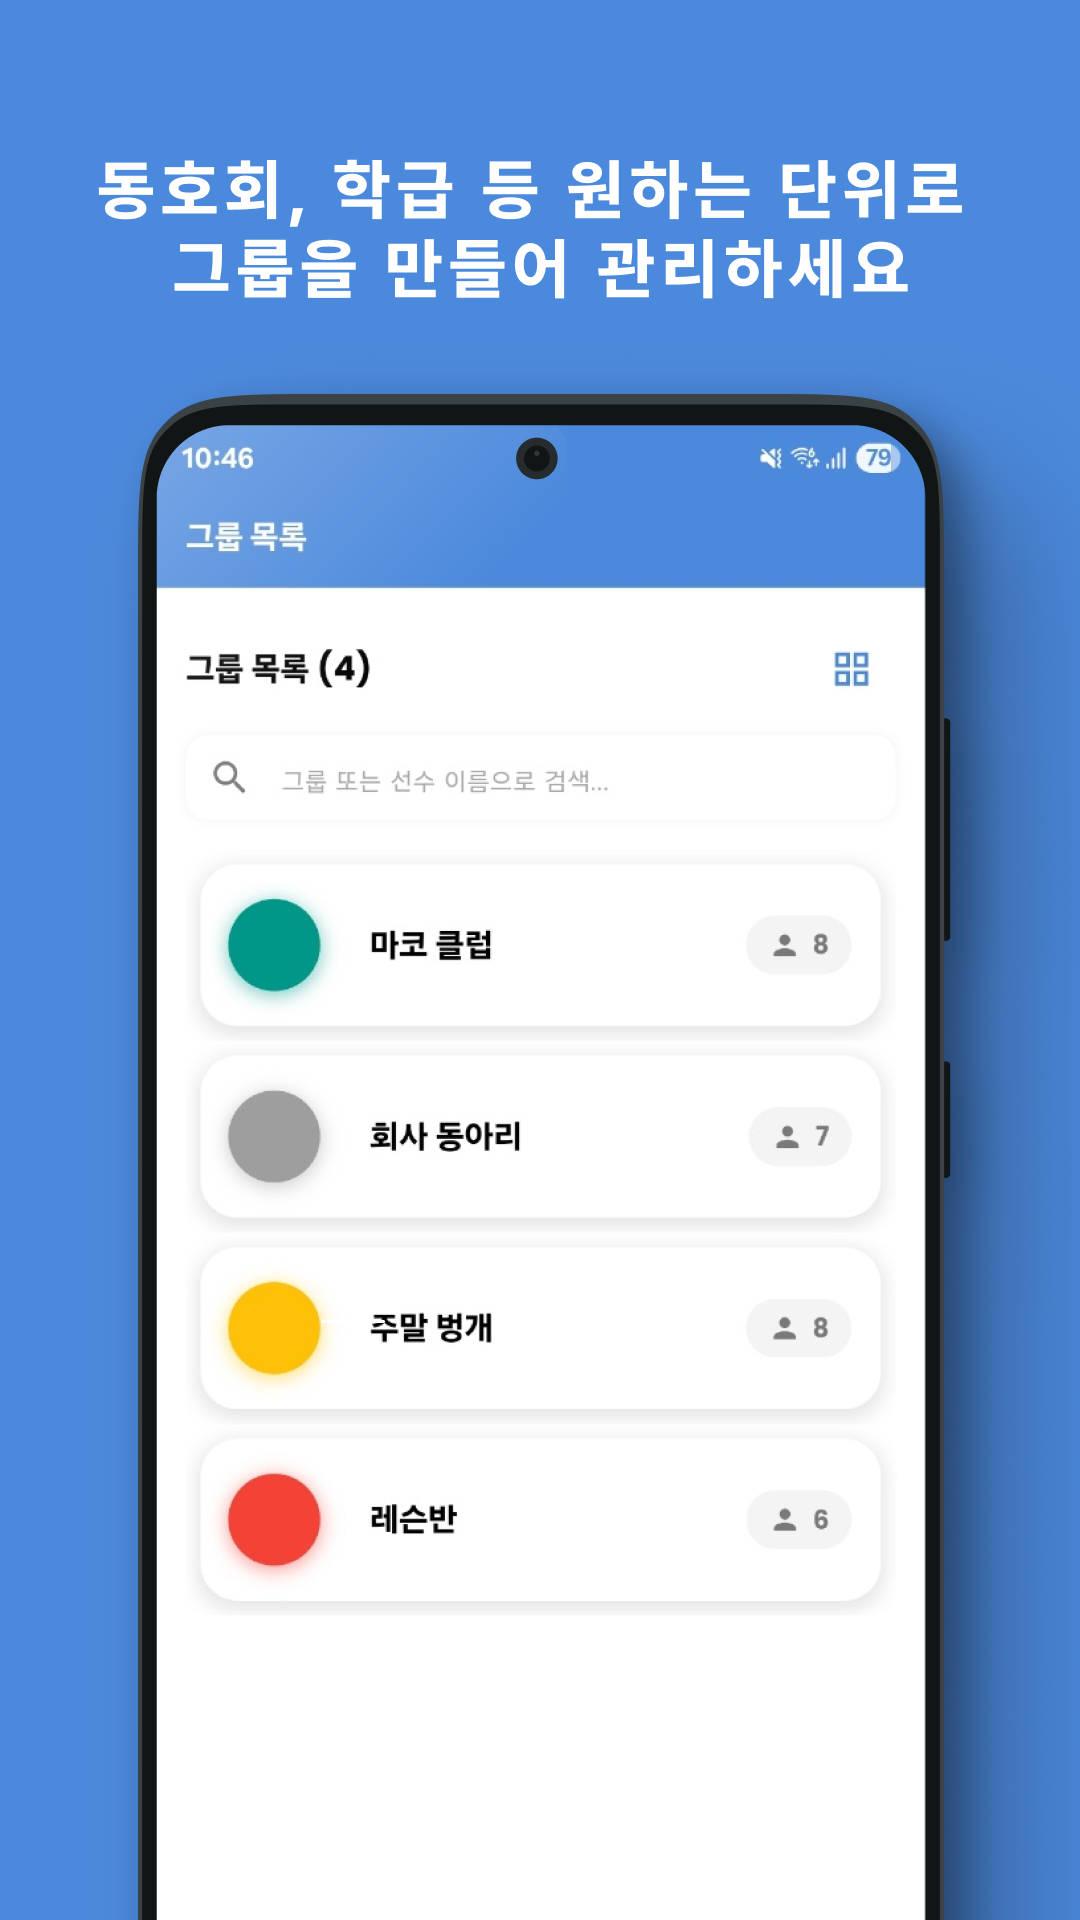 동호회, 학급 등 원하는 단위로
그룹을 만들어 관리하세요
10:46
79
그룹 목록
그룹 목록 (4)
그룹 또는 선수 이름으로 검색...
마코 클럽
8
회사 동아리
7
주말 벙개
8
레슨반
6